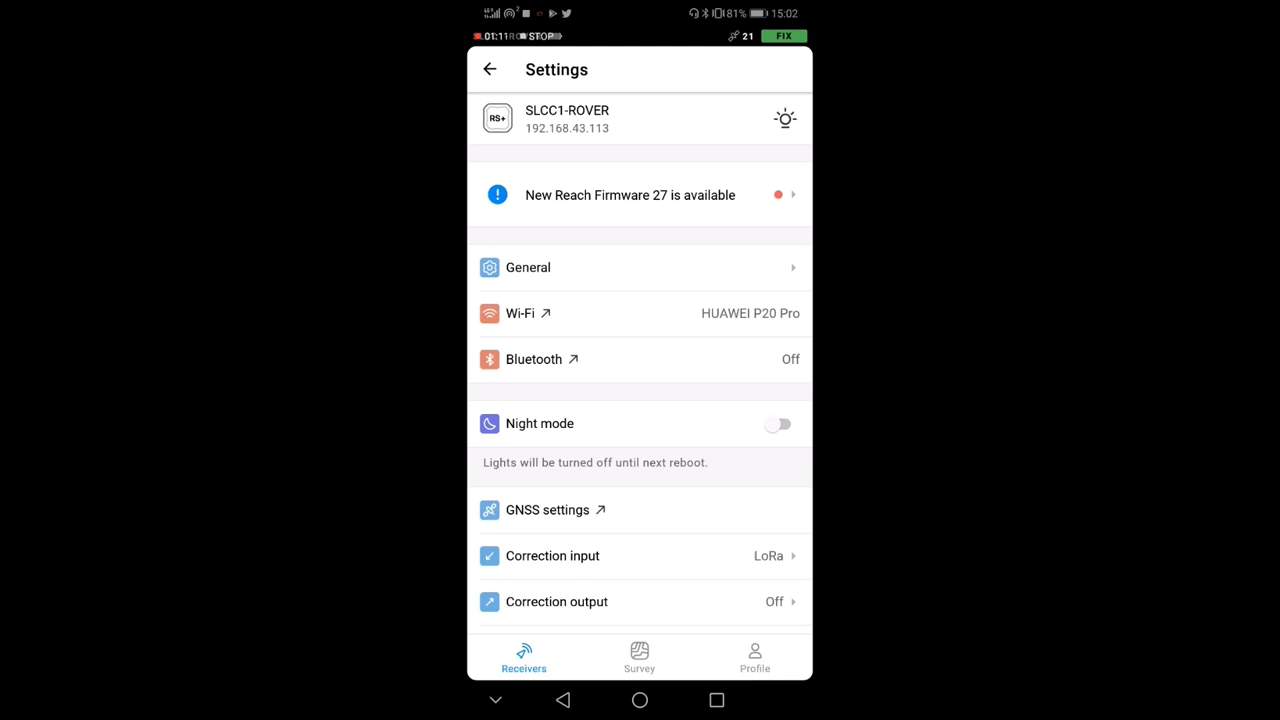 81% 15:02
01:11 STOP 21 FIX
Settings
RS+ SLCC1-ROVER
192.168.43.113
New Reach Firmware 27 is available
General
Wi-Fi HUAWEI P20 Pro
Bluetooth Off
Night mode
Lights will be turned off until next reboot.
GNSS settings
Correction input LoRa
Correction output Off
Receivers Survey Profile